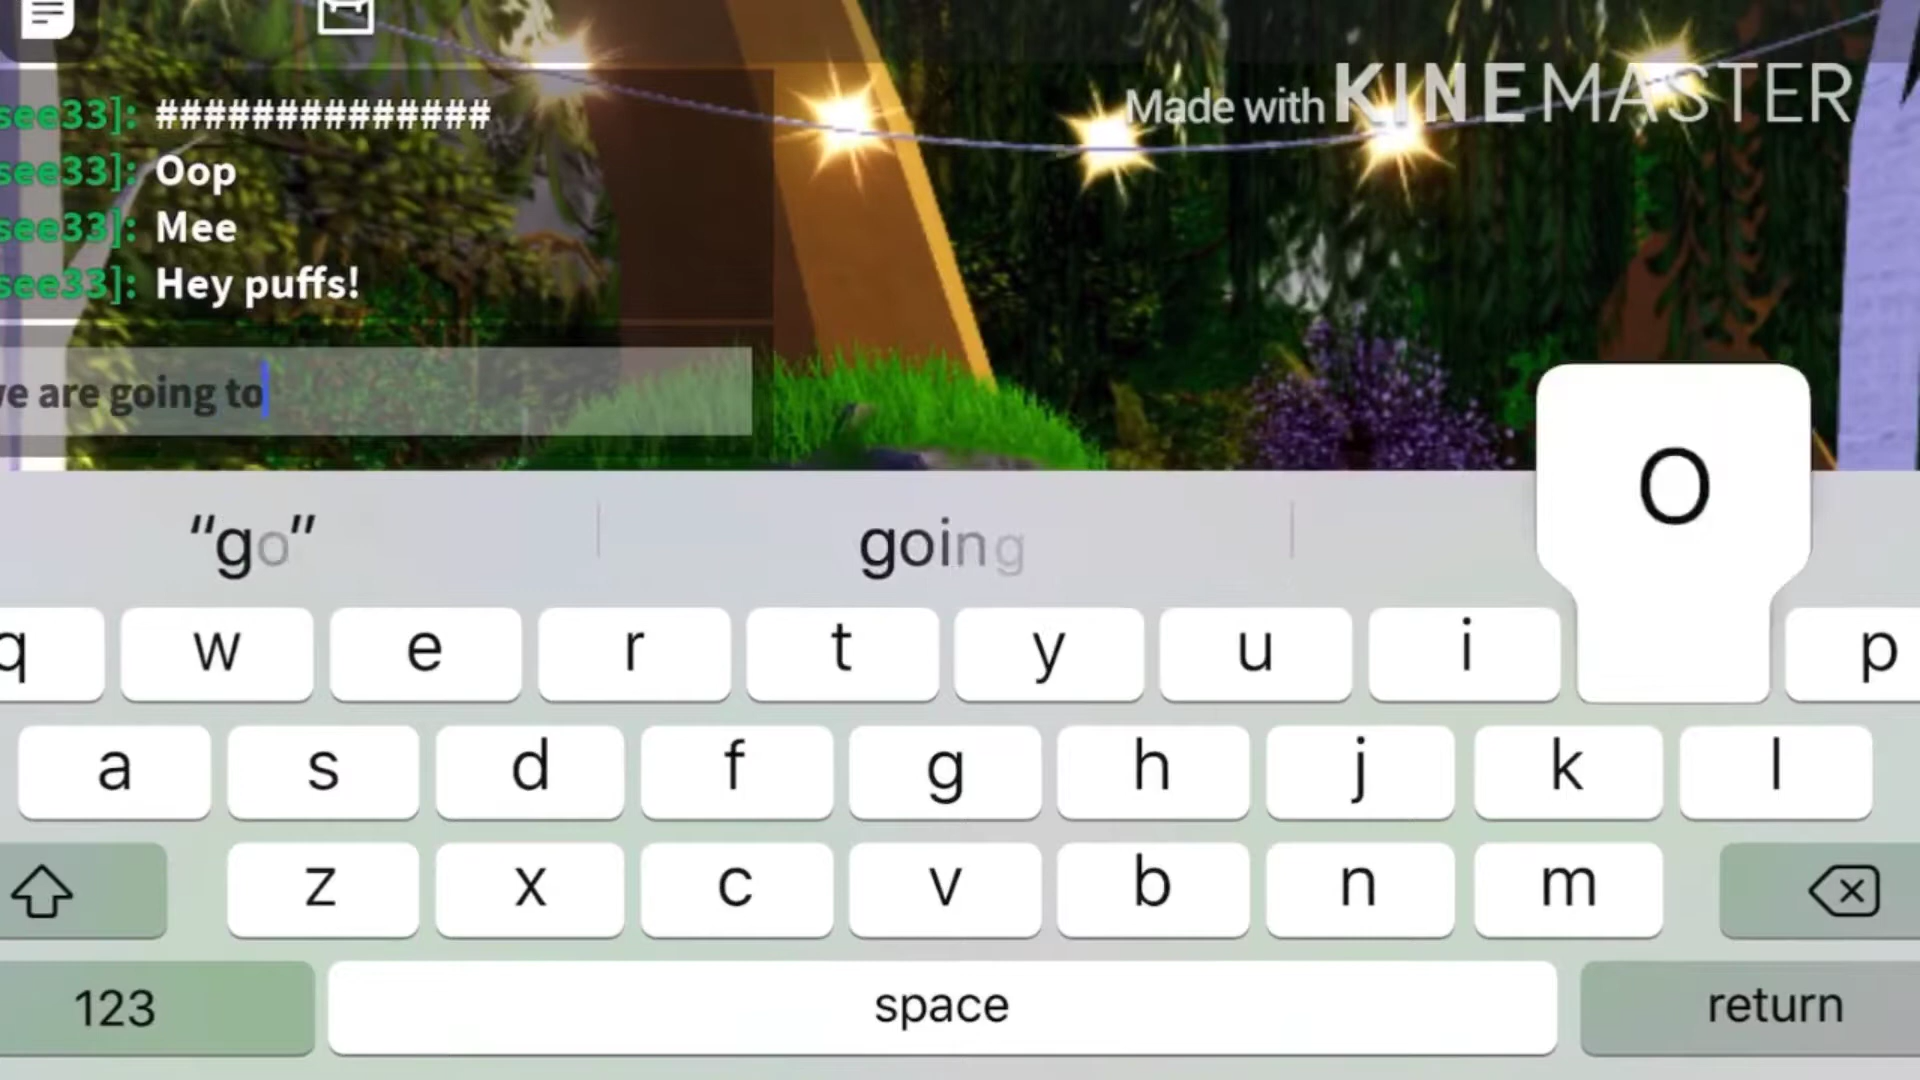 see33]: ##############
Made with KINEMASTER
see33]: Oop
see33]: Mee
see33]: Hey puffs!
we are going to
"go" going
q w e r t y u i O p
a s d f g h j k l
z x c v b n m
123 space return